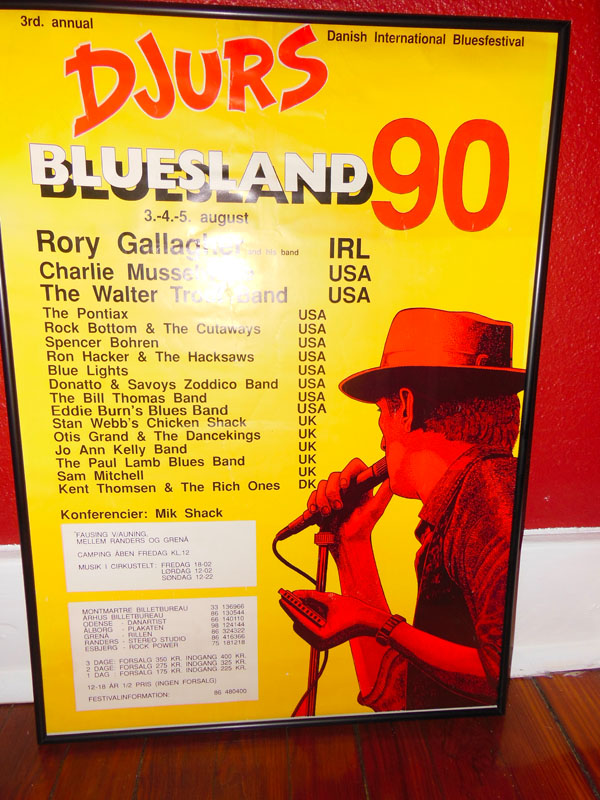 3rd. annual
Danish International Bluesfestival
DJURS
BLUESLAND 90
3.-4.-5. august
Rory Gallagher and his band IRL
Charlie USA
The Walter Band USA
The Pontiax USA
Rock Bottom & The Cutaways USA
Spencer Bohren USA
Ron Hacker & The Hacksaws USA
Blue Lights USA
Donatto & Savoys Zoddico Band USA
The Bill Thomas Band USA
Eddie Burn's Blues Band USA
Stan Webb's Chicken Shack UK
Otis Grand & The Dancekings UK
Jo Ann Kelly Band UK
The Paul Lamb Blues Band UK
Sam Mitchell UK
Kent Thomsen & The Rich Ones DK
Konferencier: Mik Shack
FAUSING V/AUNING,
MELLEM RANDERS OG GRENÅ
CAMPING ÅBEN FREDAG KL.12
MUSIK I CIRKUSTELT: FREDAG 18-02
LØRDAG 12-02
SØNDAG 12-22
MONTMARTRE BILLETBUREAU 33 136966
ÅRHUS BILLETBUREAU 86 130544
ODENSE - DANARTIST 66 140110
ÅLBORG - PLAKATEN 98 124144
GRENÅ - RILLEN 86 324522
RANDERS - STEREO STUDIO 86 416366
ESBJERG - ROCK POWER 75 181218
3 DAGE: FORSALG 350 KR. INDGANG 400 KR.
2 DAGE: FORSALG 275 KR. INDGANG 325 KR.
1 DAG : FORSALG 175 KR. INDGANG 225 KR.
12-18 ÅR 1/2 PRIS (INGEN FORSALG)
FESTIVALINFORMATION: 86 480400